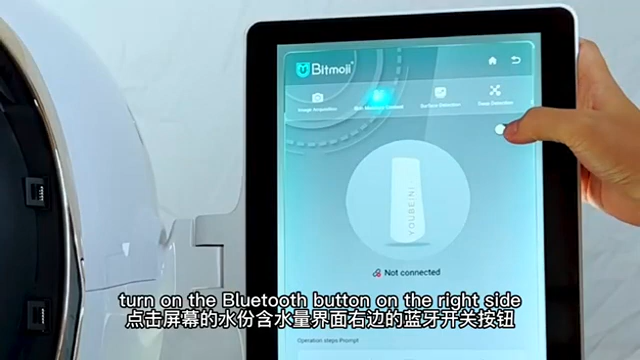 Bitmoji
Image Acquisition
Skin Moisture Content
Surface Detection
Deep Detection
YOUBEINI
Not connected
turn on the Bluetooth button on the right side
点击屏幕的水份含水量界面右边的蓝牙开关按钮
Operation steps Prompt